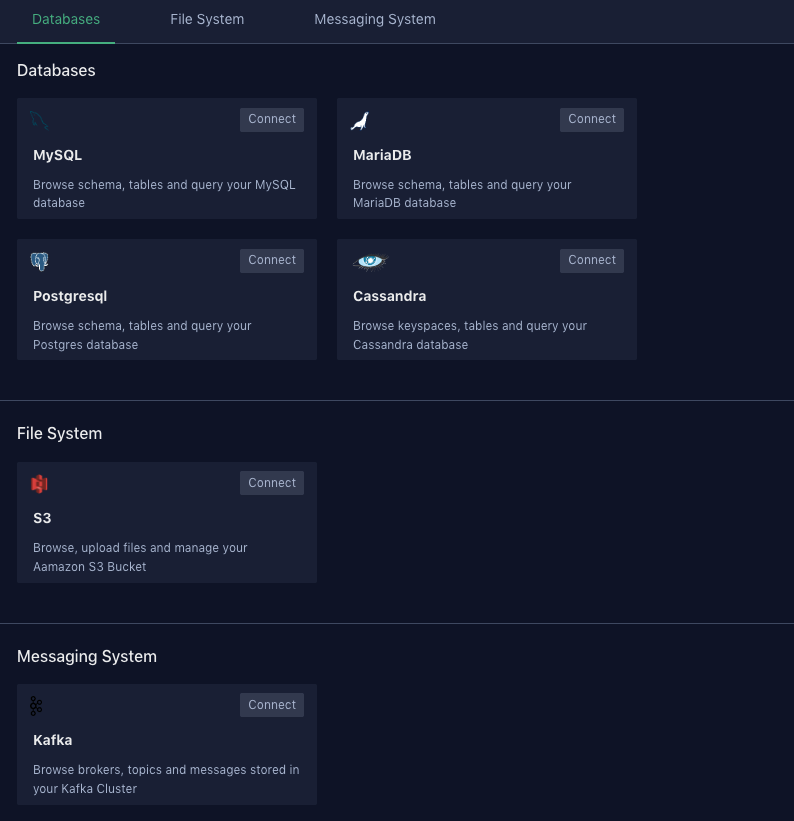 Databases
File System
Messaging System
Databases
Connect
MySQL
Browse schema, tables and query your MySQL
database
Connect
MariaDB
Browse schema, tables and query your
MariaDB database
Connect
Postgresql
Browse schema, tables and query your
Postgres database
Connect
Cassandra
Browse keyspaces, tables and query your
Cassandra database
File System
Connect
S3
Browse, upload files and manage your
Aamazon S3 Bucket
Messaging System
Connect
Kafka
Browse brokers, topics and messages stored in
your Kafka Cluster